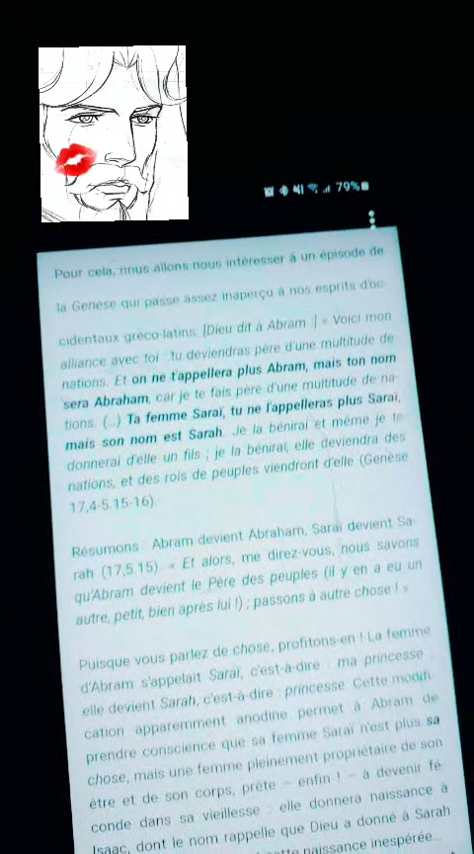 79%
Pour cela, nous allons nous intéresser à un épisode de
la Genèse qui passe assez inaperçu à nos esprits d'oc-
cidentaux gréco-latins. [Dieu dit à Abram :] « Voici mon
alliance avec toi : tu deviendras père d'une multitude de
nations. Et on ne t'appellera plus Abram, mais ton nom
sera Abraham, car je te fais père d'une multitude de na-
tions. (...) Ta femme Saraï, tu ne l'appelleras plus Saraï,
mais son nom est Sarah. Je la bénirai et même je te
donnerai d'elle un fils ; je la bénirai, elle deviendra des
nations, et des rois de peuples viendront d'elle (Genèse
17,4-5.15-16).
Résumons : Abram devient Abraham, Saraï devient Sa-
rah (17,5.15). « Et alors, me direz-vous, nous savons
qu'Abram devient le Père des peuples (il y en a eu un
autre, petit, bien après lui !) ; passons à autre chose ! »
Puisque vous parlez de chose, profitons-en ! La femme
d'Abram s'appelait Saraï, c'est-à-dire : ma princesse ;
elle devient Sarah, c'est-à-dire : princesse. Cette modifi-
cation apparemment anodine permet à Abram de
prendre conscience que sa femme Saraï n'est plus sa
chose, mais une femme pleinement propriétaire de son
être et de son corps, prête – enfin ! – à devenir fé-
conde dans sa vieillesse : elle donnera naissance à
Isaac, dont le nom rappelle que Dieu a donné à Sarah
cette naissance inespérée...